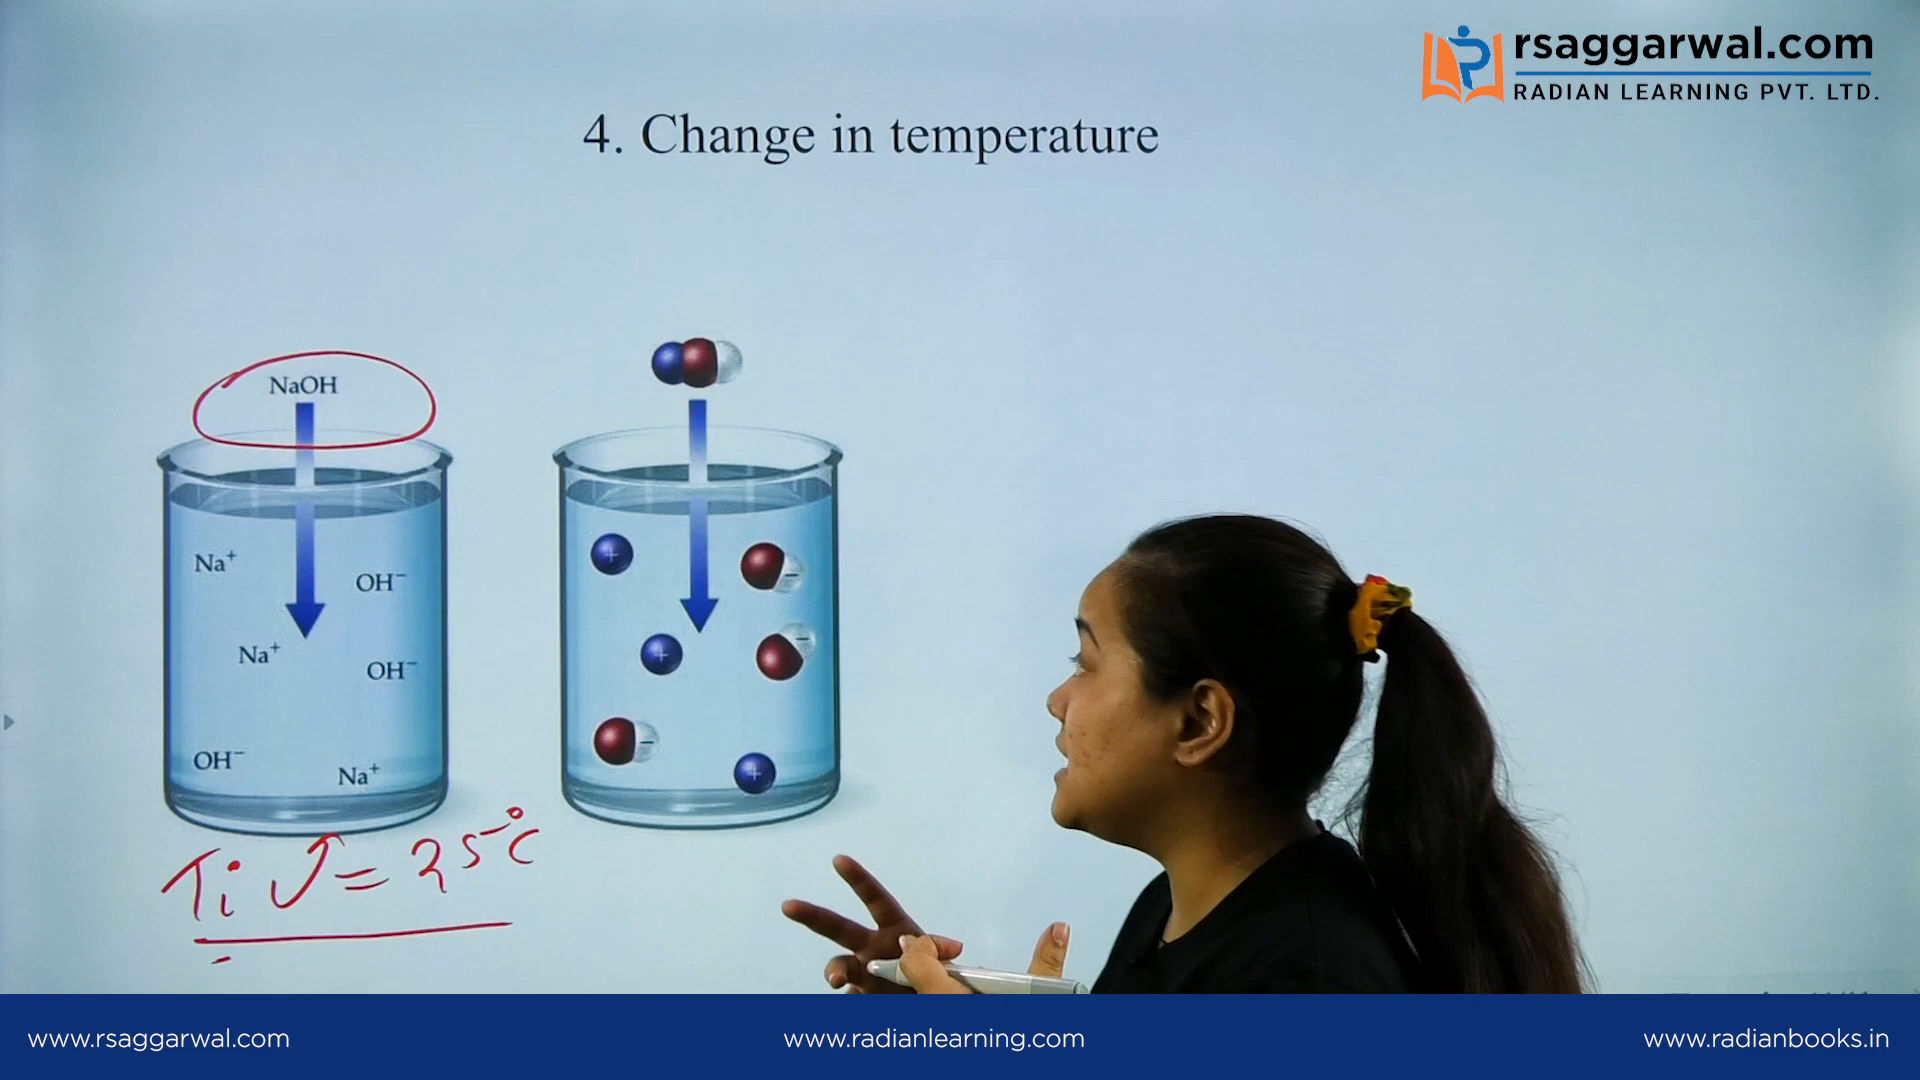 rsaggarwal.com
RADIAN LEARNING PVT. LTD.
4. Change in temperature
NaOH
Na⁺
OH⁻
Na⁺
OH⁻
OH⁻
Na⁺
+
−
+
−
−
+
Ti = 25°C
www.rsaggarwal.com
www.radianlearning.com
www.radianbooks.in